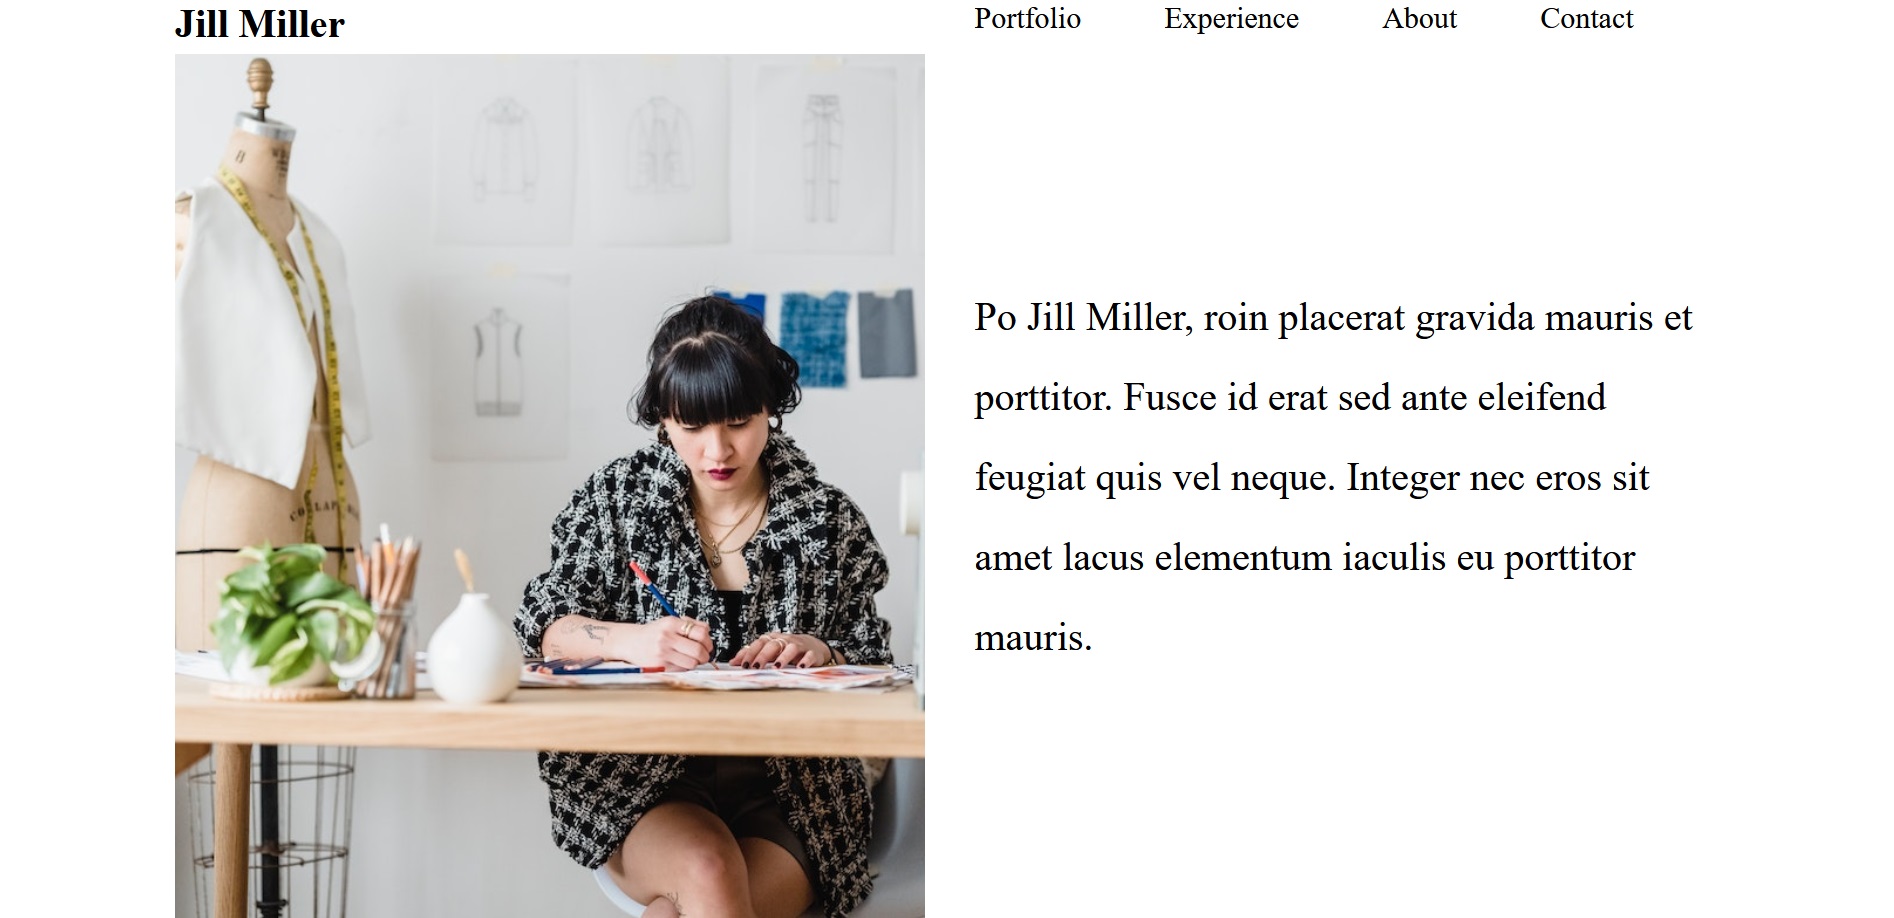 Jill Miller
Portfolio Experience About Contact
Po Jill Miller, roin placerat gravida mauris et
porttitor. Fusce id erat sed ante eleifend
feugiat quis vel neque. Integer nec eros sit
amet lacus elementum iaculis eu porttitor
mauris.